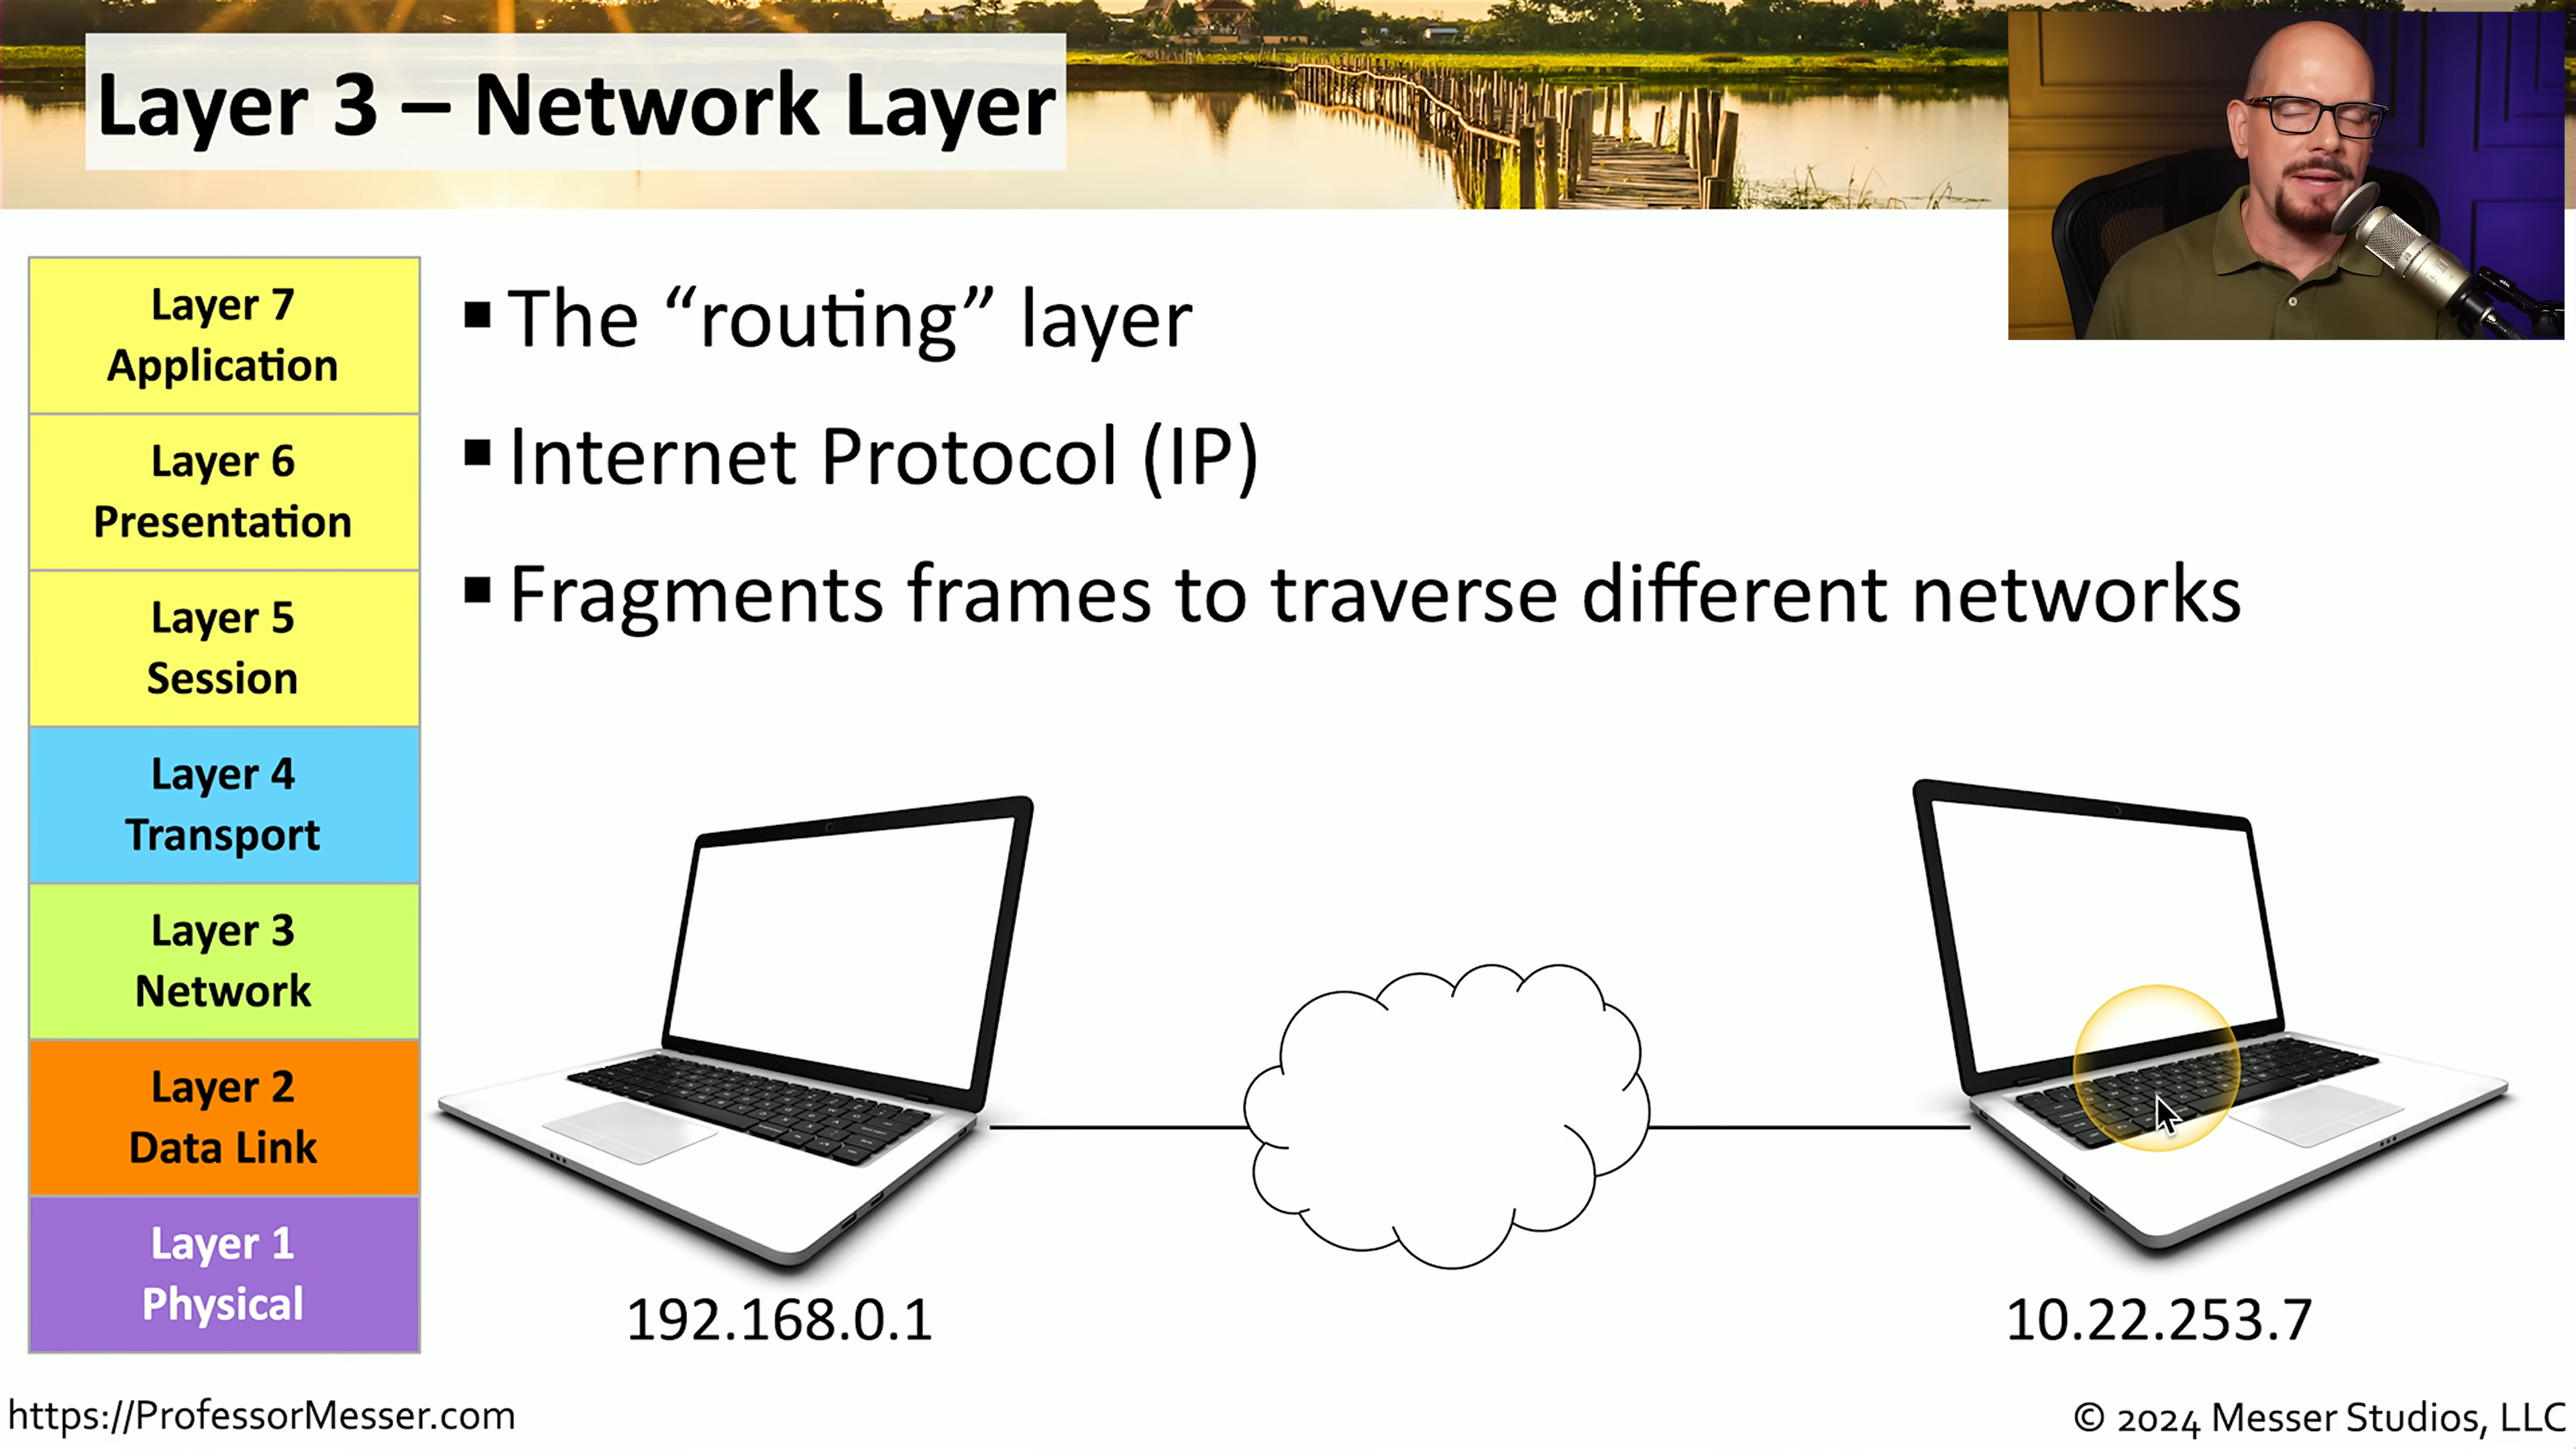 Layer 3 – Network Layer
Layer 7
Application
Layer 6
Presentation
Layer 5
Session
Layer 4
Transport
Layer 3
Network
Layer 2
Data Link
Layer 1
Physical
▪ The “routing” layer
▪ Internet Protocol (IP)
▪ Fragments frames to traverse different networks
192.168.0.1
10.22.253.7
https://ProfessorMesser.com
© 2024 Messer Studios, LLC